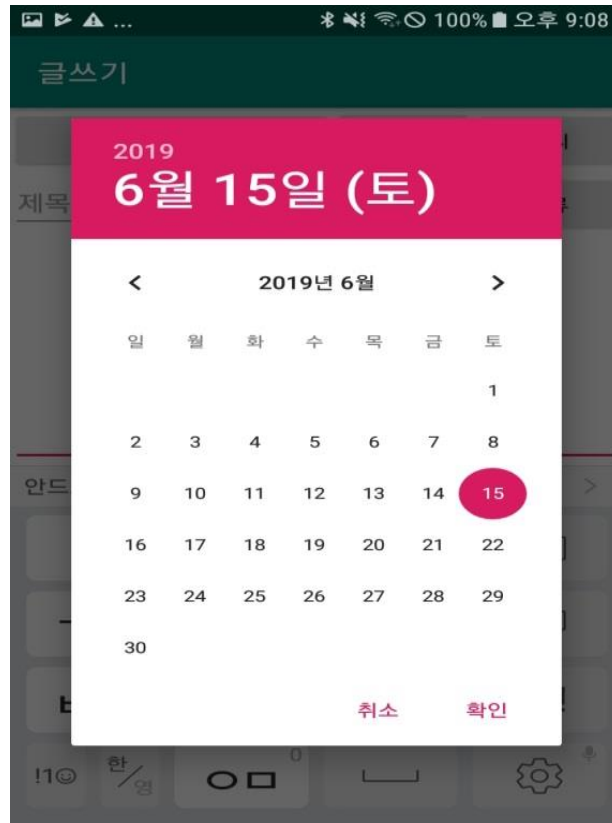 ... 100% 오후 9:08
글쓰기
2019
6월 15일 (토)
제목
< 2019년 6월 >
일 월 화 수 목 금 토
1
2 3 4 5 6 7 8
9 10 11 12 13 14 15
16 17 18 19 20 21 22
23 24 25 26 27 28 29
30
안드
취소 확인
!1☺ 한/영 ㅇㅁ 0